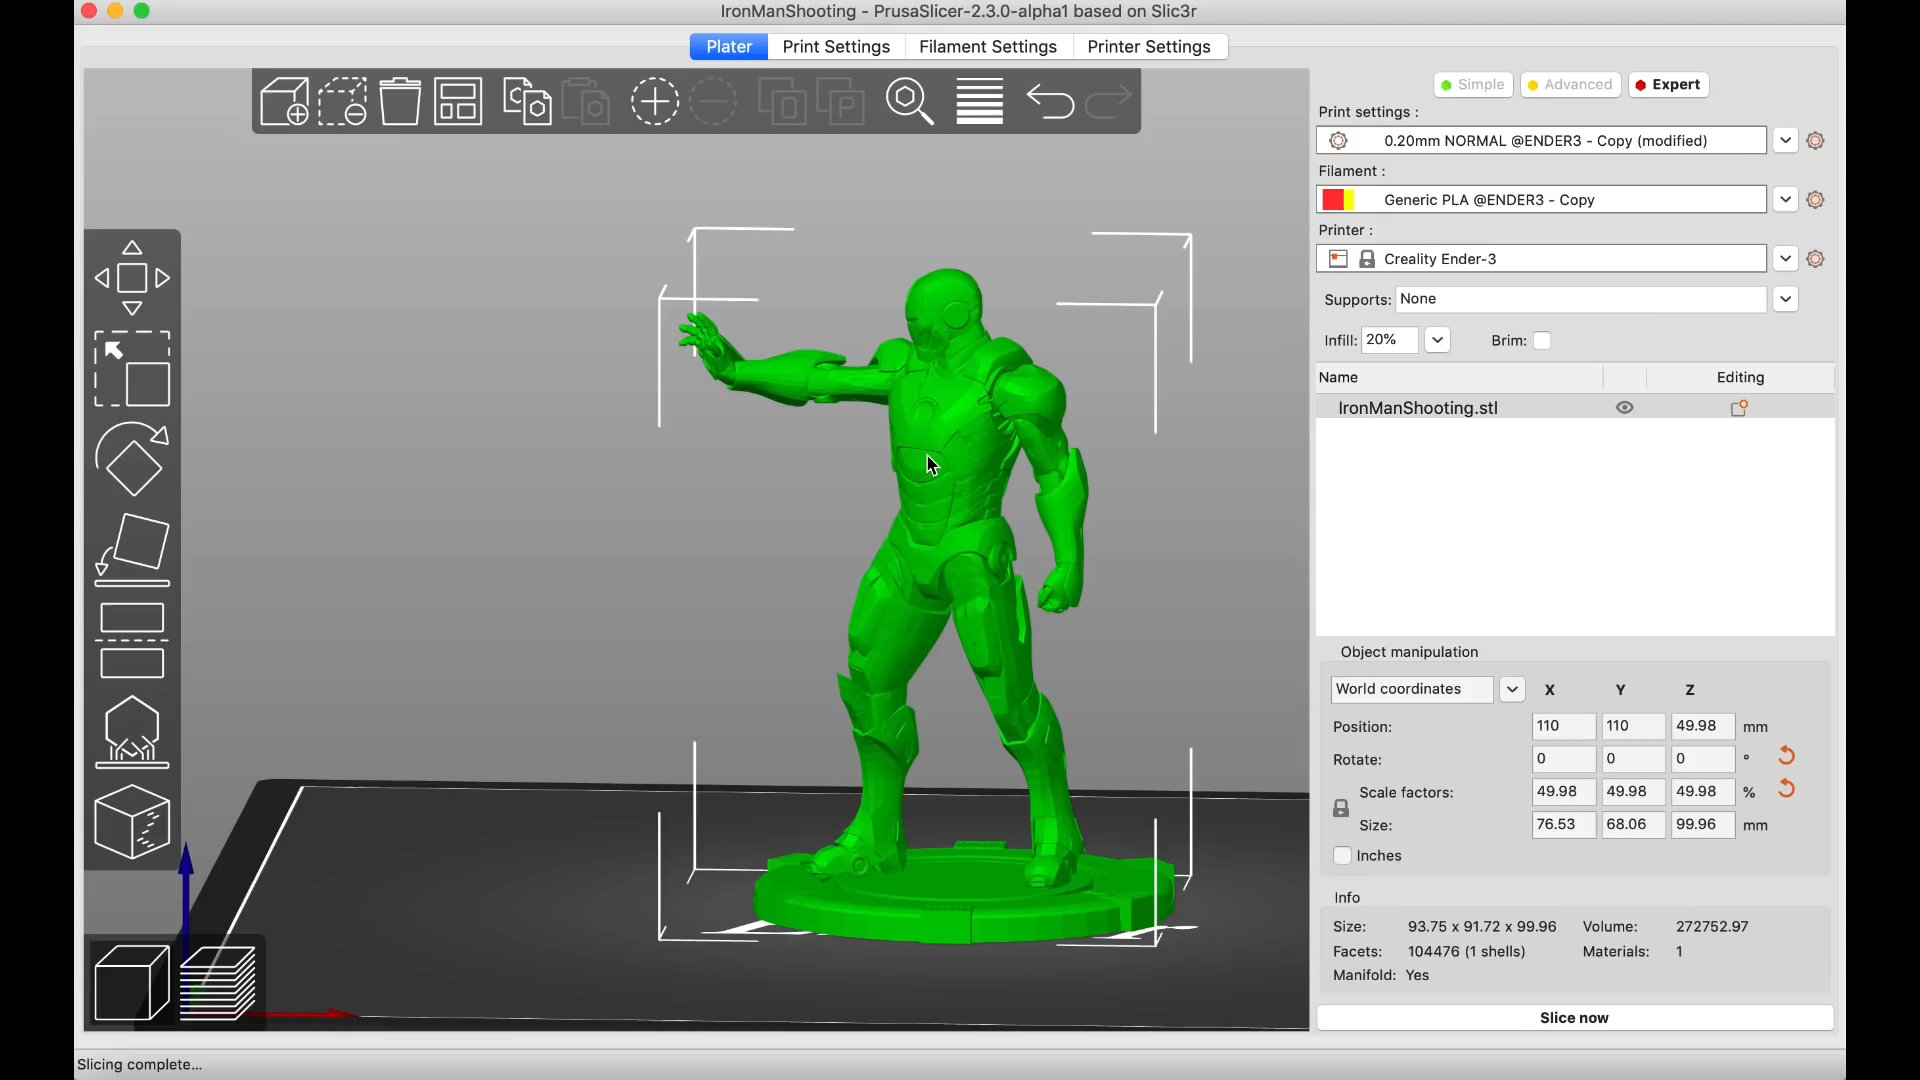 IronManShooting - PrusaSlicer-2.3.0-alpha1 based on Slic3r
Plater Print Settings Filament Settings Printer Settings
Simple Advanced Expert
Print settings :
0.20mm NORMAL @ENDER3 - Copy (modified)
Filament :
Generic PLA @ENDER3 - Copy
Printer :
Creality Ender-3
Supports: None
Infill: 20% Brim:
Name Editing
IronManShooting.stl
Object manipulation
World coordinates X Y Z
Position: 110 110 49.98 mm
Rotate: 0 0 0 °
Scale factors: 49.98 49.98 49.98 %
Size: 76.53 68.06 99.96 mm
Inches
Info
Size: 93.75 x 91.72 x 99.96 Volume: 272752.97
Facets: 104476 (1 shells) Materials: 1
Manifold: Yes
Slice now
Slicing complete...